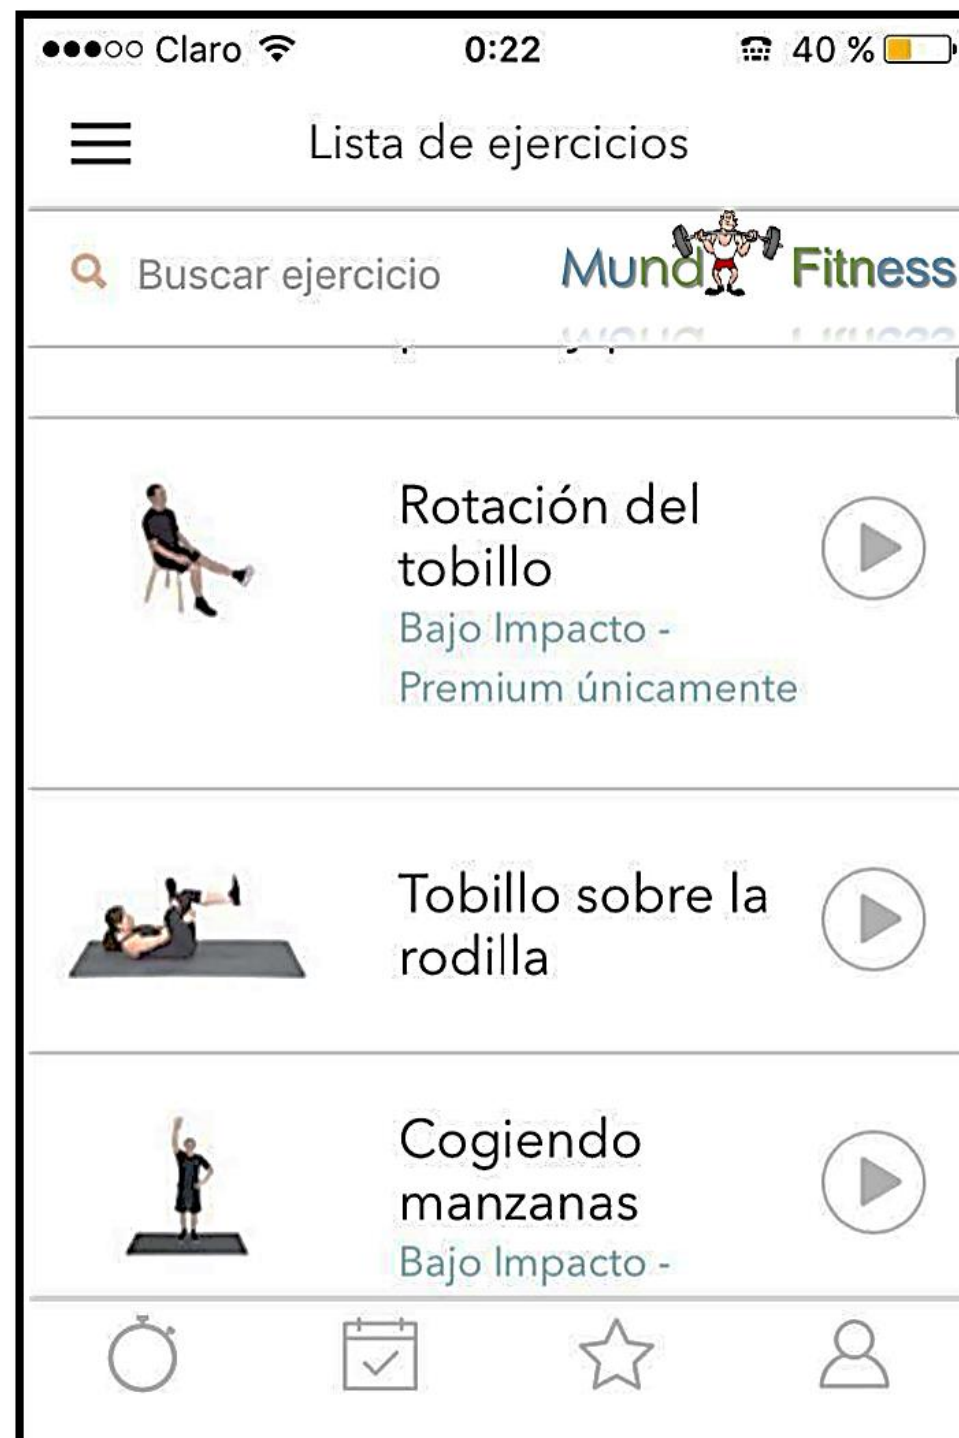 Claro 0:22 40 %
Lista de ejercicios
Buscar ejercicio Mund Fitness
Rotación del
tobillo
Bajo Impacto -
Premium únicamente
Tobillo sobre la
rodilla
Cogiendo
manzanas
Bajo Impacto -